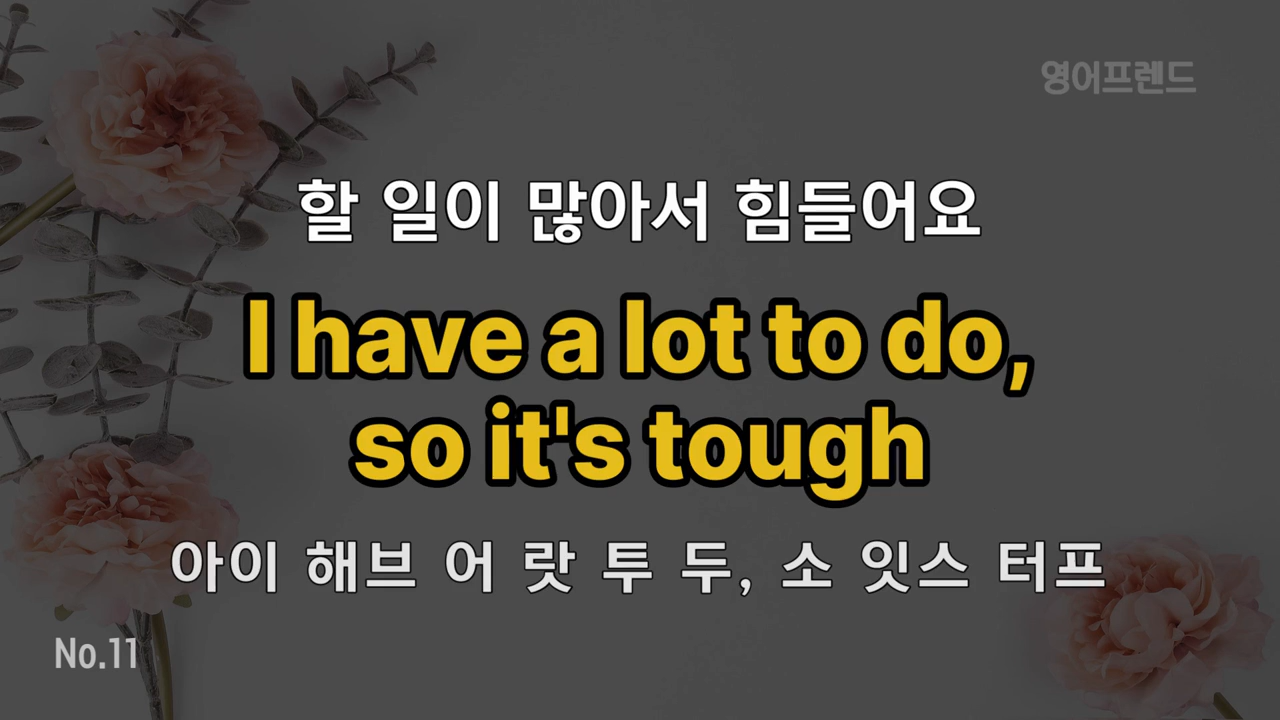 영어프렌드
할 일이 많아서 힘들어요
I have a lot to do,
so it's tough
아이 해브 어 랏 투 두, 소 잇스 터프
No.11